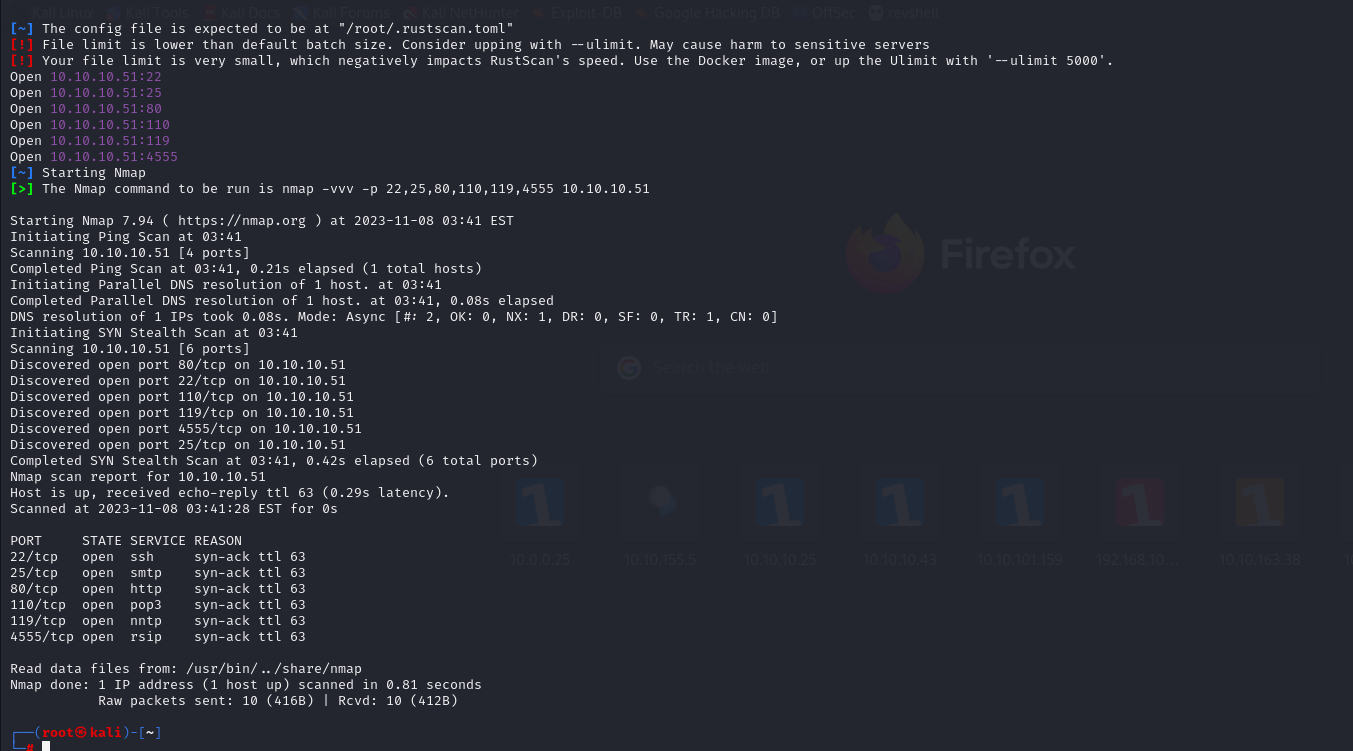 Kali Linux Kali Tools Kali Docs Kali Forums Kali NetHunter Exploit-DB Google Hacking DB OffSec revshell
[~] The config file is expected to be at "/root/.rustscan.toml"
[!] File limit is lower than default batch size. Consider upping with --ulimit. May cause harm to sensitive servers
[!] Your file limit is very small, which negatively impacts RustScan's speed. Use the Docker image, or up the Ulimit with '--ulimit 5000'.
Open 10.10.10.51:22
Open 10.10.10.51:25
Open 10.10.10.51:80
Open 10.10.10.51:110
Open 10.10.10.51:119
Open 10.10.10.51:4555
[~] Starting Nmap
[>] The Nmap command to be run is nmap -vvv -p 22,25,80,110,119,4555 10.10.10.51
Starting Nmap 7.94 ( https://nmap.org ) at 2023-11-08 03:41 EST
Initiating Ping Scan at 03:41
Scanning 10.10.10.51 [4 ports]
Completed Ping Scan at 03:41, 0.21s elapsed (1 total hosts)
Initiating Parallel DNS resolution of 1 host. at 03:41
Completed Parallel DNS resolution of 1 host. at 03:41, 0.08s elapsed
DNS resolution of 1 IPs took 0.08s. Mode: Async [#: 2, OK: 0, NX: 1, DR: 0, SF: 0, TR: 1, CN: 0]
Initiating SYN Stealth Scan at 03:41
Scanning 10.10.10.51 [6 ports]
Discovered open port 80/tcp on 10.10.10.51
Discovered open port 22/tcp on 10.10.10.51
Discovered open port 110/tcp on 10.10.10.51
Discovered open port 119/tcp on 10.10.10.51
Discovered open port 4555/tcp on 10.10.10.51
Discovered open port 25/tcp on 10.10.10.51
Completed SYN Stealth Scan at 03:41, 0.42s elapsed (6 total ports)
Nmap scan report for 10.10.10.51
Host is up, received echo-reply ttl 63 (0.29s latency).
Scanned at 2023-11-08 03:41:28 EST for 0s
PORT STATE SERVICE REASON
22/tcp open ssh syn-ack ttl 63
25/tcp open smtp syn-ack ttl 63
80/tcp open http syn-ack ttl 63
110/tcp open pop3 syn-ack ttl 63
119/tcp open nntp syn-ack ttl 63
4555/tcp open rsip syn-ack ttl 63
Read data files from: /usr/bin/../share/nmap
Nmap done: 1 IP address (1 host up) scanned in 0.81 seconds
Raw packets sent: 10 (416B) | Rcvd: 10 (412B)
┌──(root㉿kali)-[~]
└─#
Firefox
Search the web
10.0.0.25 10.10.155.5 10.10.10.25 10.10.10.43 10.10.101.159 192.168.10... 10.10.163.38